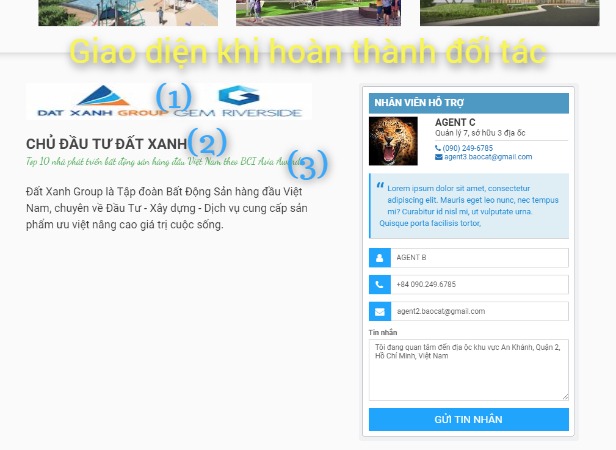 Giao diện khi hoàn thành đối tác
(1)
DAT XANH GROUP GEM RIVERSIDE
CHỦ ĐẦU TƯ ĐẤT XANH
(2)
Top 10 nhà phát triển bất động sản hàng đầu Việt Nam theo BCI Asia Awards
(3)
Đất Xanh Group là Tập đoàn Bất Động Sản hàng đầu Việt
Nam, chuyên về Đầu Tư - Xây dựng - Dịch vụ cung cấp sản
phẩm ưu việt nâng cao giá trị cuộc sống.
NHÂN VIÊN HỖ TRỢ
AGENT C
Quản lý 7, sở hữu 3 địa ốc
(090) 249-6785
agent3.baocat@gmail.com
“ Lorem ipsum dolor sit amet, consectetur
adipiscing elit. Mauris eget leo nunc, nec tempus
mi? Curabitur id nisl mi, ut vulputate urna.
Quisque porta facilisis tortor,
AGENT B
+84 090.249.6785
agent2.baocat@gmail.com
Tin nhắn
Tôi đang quan tâm đến địa ốc khu vực An Khánh, Quận 2,
Hồ Chí Minh, Việt Nam
GỬI TIN NHẮN